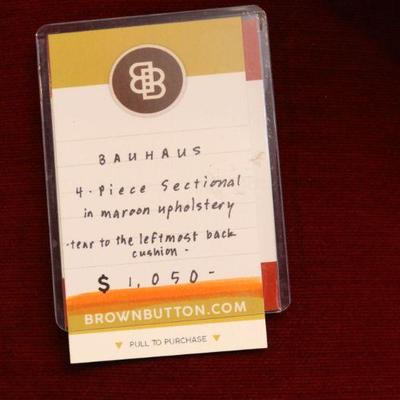 BB
BAUHAUS
4-Piece Sectional
in maroon upholstery
-tear to the leftmost back
cushion -
$ 1,050-
BROWNBUTTON.COM
▼ PULL TO PURCHASE ▼